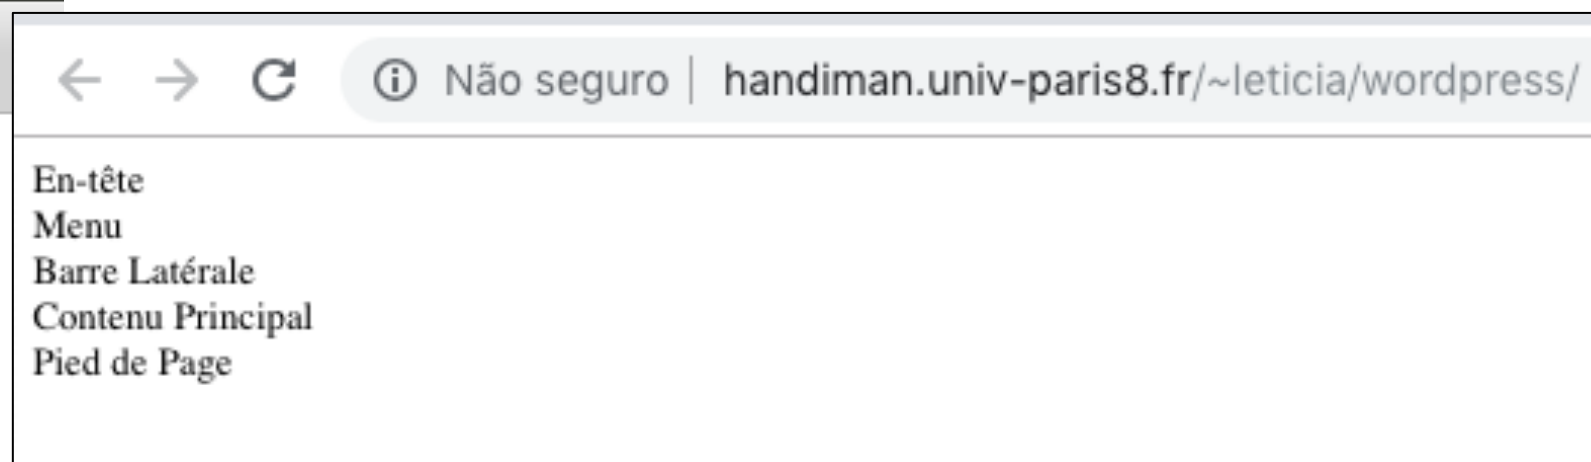 Não seguro | handiman.univ-paris8.fr/~leticia/wordpress/
En-tête
Menu
Barre Latérale
Contenu Principal
Pied de Page